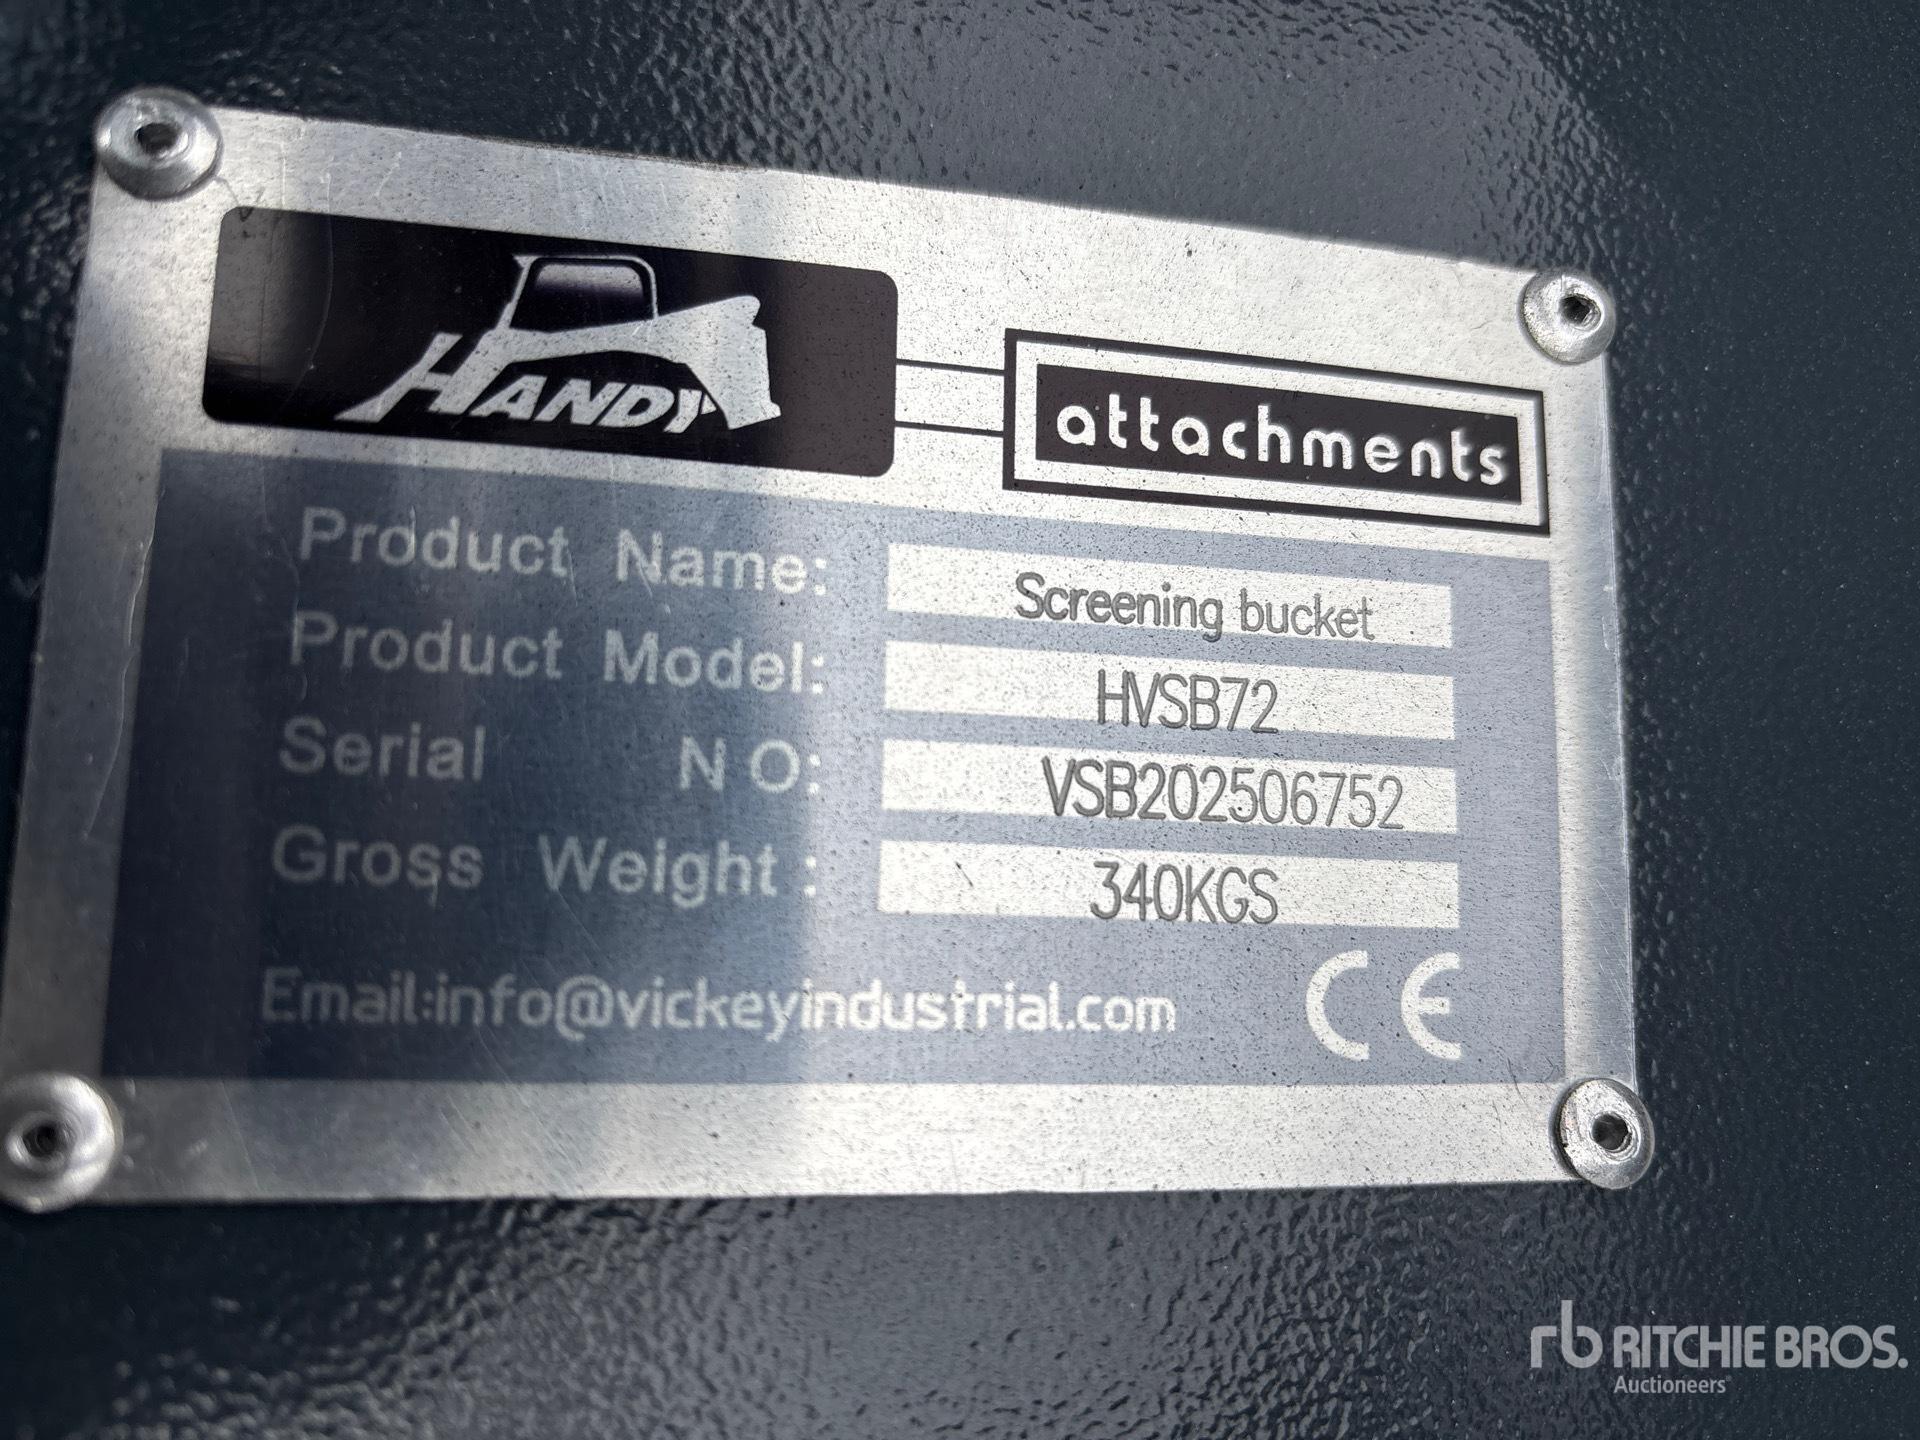 HANDY
attachments
Product Name: Screening bucket
Product Model: HVSB72
Serial NO: VSB202506752
Gross Weight: 340KGS
Email:info@vickeyindustrial.com CE
rb RITCHIE BROS.
Auctioneers